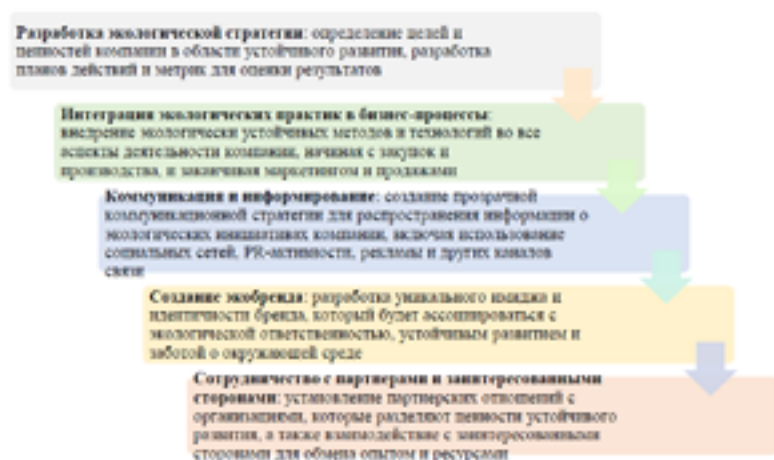 Разработка экологической стратегии: определение целей и
ценностей компании в области устойчивого развития, разработка
планов действий и метрик для оценки результатов
Интеграция экологических практик в бизнес-процессы:
внедрение экологически устойчивых методов и технологий во все
аспекты деятельности компании, начиная с закупок и
производства, и заканчивая маркетингом и продажами
Коммуникация и информирование: создание прозрачной
коммуникационной стратегии для распространения информации о
экологических инициативах компании, включая использование
социальных сетей, PR-активности, рекламы и других каналов
связи
Создание экобренда: разработка уникального имиджа и
идентичности бренда, который будет ассоциироваться с
экологической ответственностью, устойчивым развитием и
заботой о окружающей среде
Сотрудничество с партнерами и заинтересованными
сторонами: установление партнерских отношений с
организациями, которые разделяют ценности устойчивого
развития, а также взаимодействие с заинтересованными
сторонами для обмена опытом и ресурсами